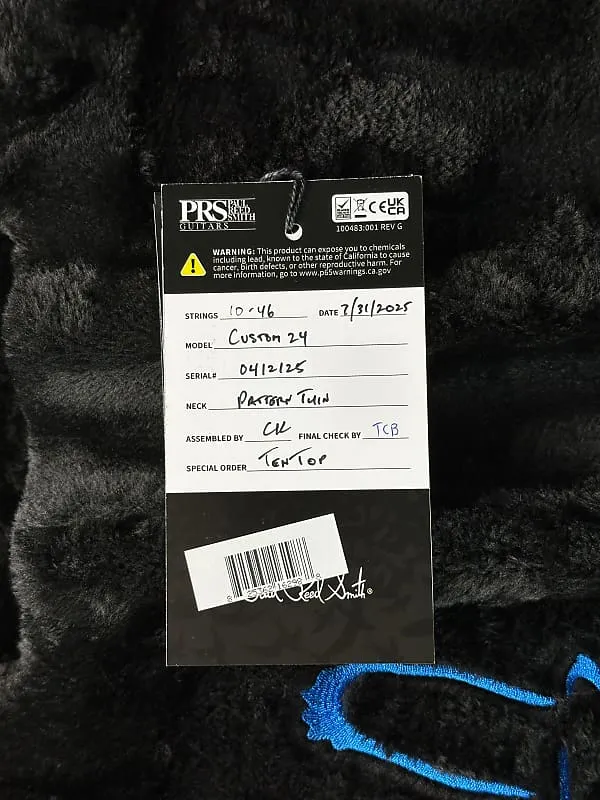 PRS PAUL REED SMITH
GUITARS
CE UK CA
100483:001 REV G
WARNING: This product can expose you to chemicals
including lead, known to the state of California to cause
cancer, birth defects, or other reproductive harm. For
more information, go to www.p65warnings.ca.gov
STRINGS 10-46 DATE 7/31/2025
MODEL Custom 24
SERIAL# 0412125
NECK Pattern Thin
ASSEMBLED BY CK FINAL CHECK BY TCB
SPECIAL ORDER Ten Top
Paul Reed Smith®